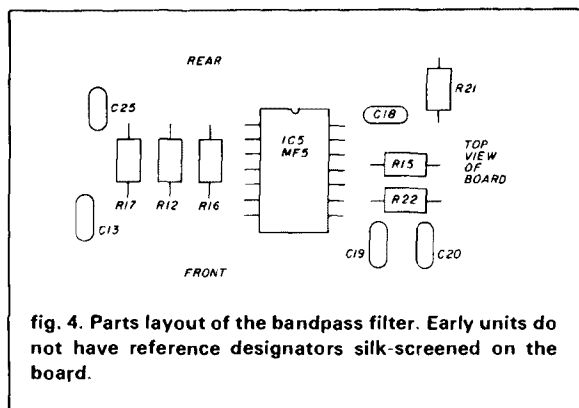 REAR
C25
IC5
MF5
C18
R21
R15
TOP
VIEW
OF
BOARD
R17
R12
R16
R22
C13
C19
C20
FRONT
fig. 4. Parts layout of the bandpass filter. Early units do
not have reference designators silk-screened on the
board.